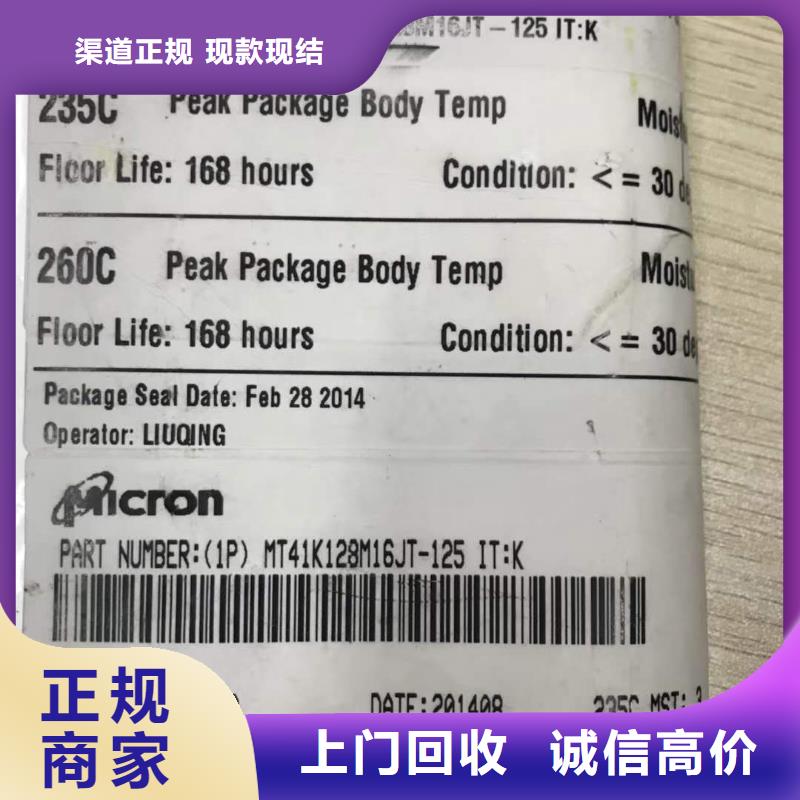 渠道正规 现款现结
M16JT-125 IT:K
235C Peak Package Body Temp
Floor Life: 168 hours Condition: <= 30
260C Peak Package Body Temp
Floor Life: 168 hours Condition: <= 30
Package Seal Date: Feb 28 2014
Operator: LIUQING
Micron
PART NUMBER:(1P) MT41K128M16JT-125 IT:K
DATE:201408 235C MST: 3
正规
商家
上门回收 诚信高价